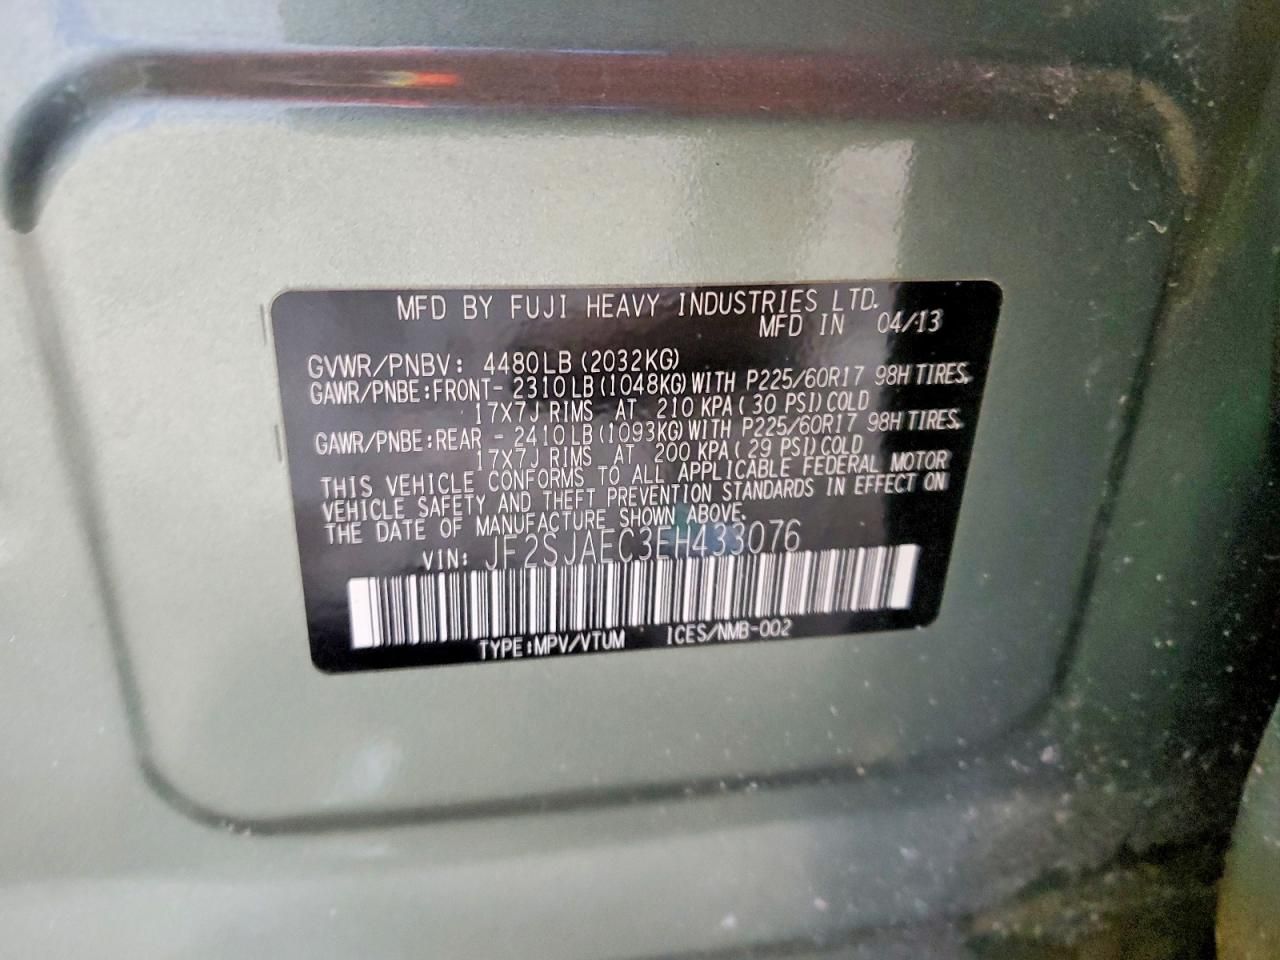 MFD BY FUJI HEAVY INDUSTRIES LTD.
MFD IN 04/13
GVWR/PNBV: 4480LB (2032KG)
GAWR/PNBE:FRONT- 2310LB (1048KG) WITH P225/60R17 98H TIRES,
17X7J RIMS AT 210 KPA (30 PSI) COLD
GAWR/PNBE:REAR - 2410LB (1093KG) WITH P225/60R17 98H TIRES,
17X7J RIMS AT 200 KPA (29 PSI) COLD
THIS VEHICLE CONFORMS TO ALL APPLICABLE FEDERAL MOTOR
VEHICLE SAFETY AND THEFT PREVENTION STANDARDS IN EFFECT ON
THE DATE OF MANUFACTURE SHOWN ABOVE.
VIN: JF2SJAEC3EH433076
TYPE:MPV/VTUM ICES/NMB-002